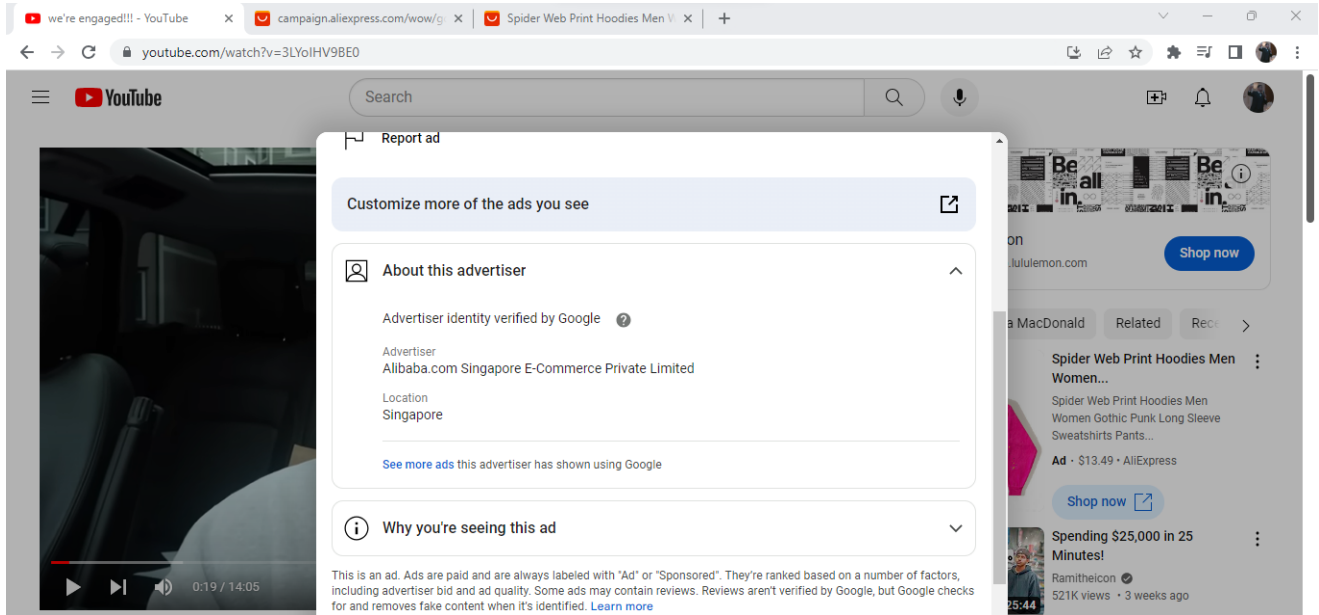 we're engaged!!! - YouTube
campaign.aliexpress.com/wow/g
Spider Web Print Hoodies Men W
youtube.com/watch?v=3LYoIHV9BE0
YouTube
Search
Report ad
Customize more of the ads you see
About this advertiser
Advertiser identity verified by Google
Advertiser
Alibaba.com Singapore E-Commerce Private Limited
Location
Singapore
See more ads this advertiser has shown using Google
Why you're seeing this ad
This is an ad. Ads are paid and are always labeled with "Ad" or "Sponsored". They're ranked based on a number of factors,
including advertiser bid and ad quality. Some ads may contain reviews. Reviews aren't verified by Google, but Google checks
for and removes fake content when it's identified. Learn more
0:19 / 14:05
Be all in.
Be in.
on
.lululemon.com
Shop now
a MacDonald
Related
Rece
Spider Web Print Hoodies Men
Women...
Spider Web Print Hoodies Men
Women Gothic Punk Long Sleeve
Sweatshirts Pants...
Ad · $13.49 · AliExpress
Shop now
25:44
Spending $25,000 in 25
Minutes!
Ramitheicon
521K views · 3 weeks ago